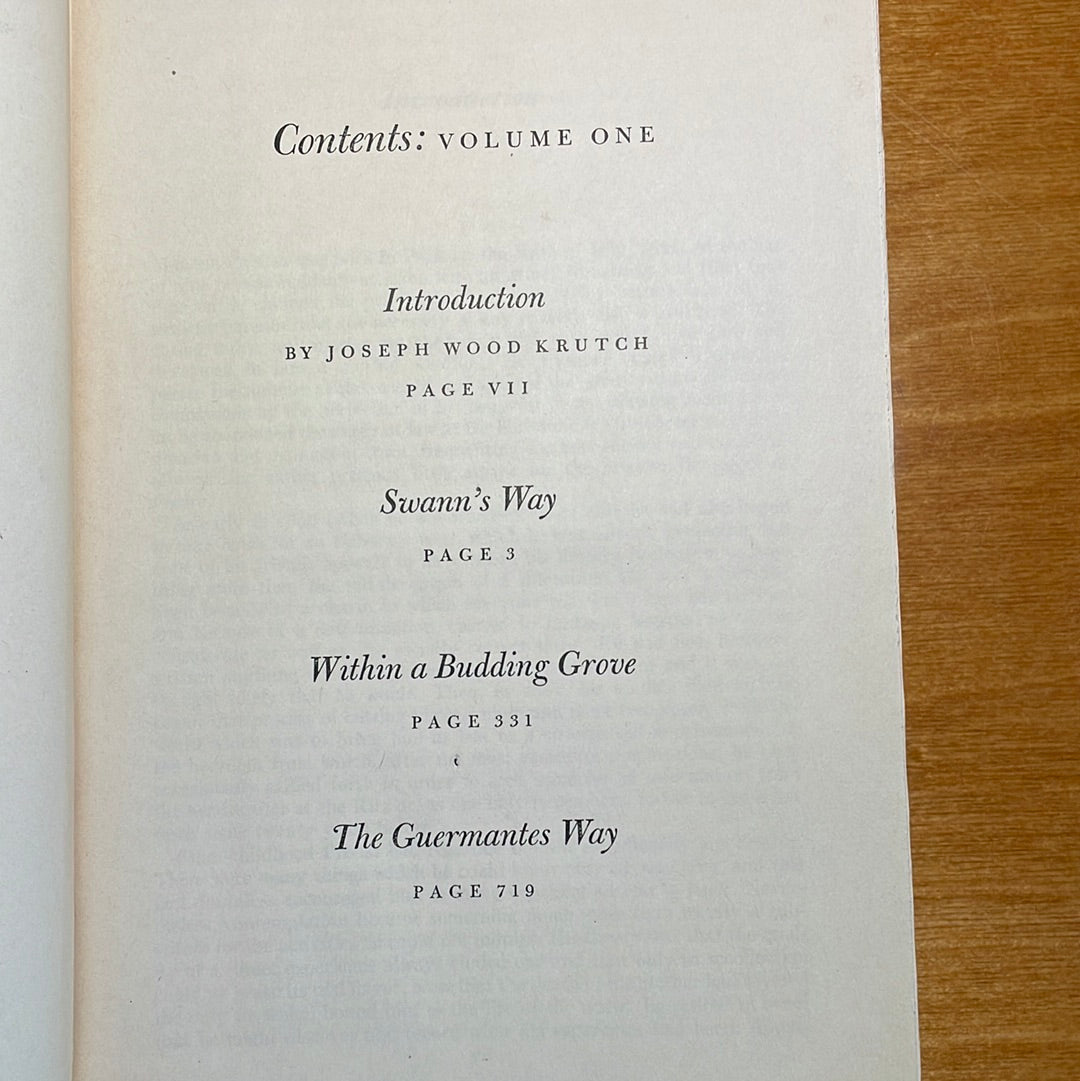 Contents: VOLUME ONE
Introduction
BY JOSEPH WOOD KRUTCH
PAGE VII
Swann's Way
PAGE 3
Within a Budding Grove
PAGE 331
The Guermantes Way
PAGE 719